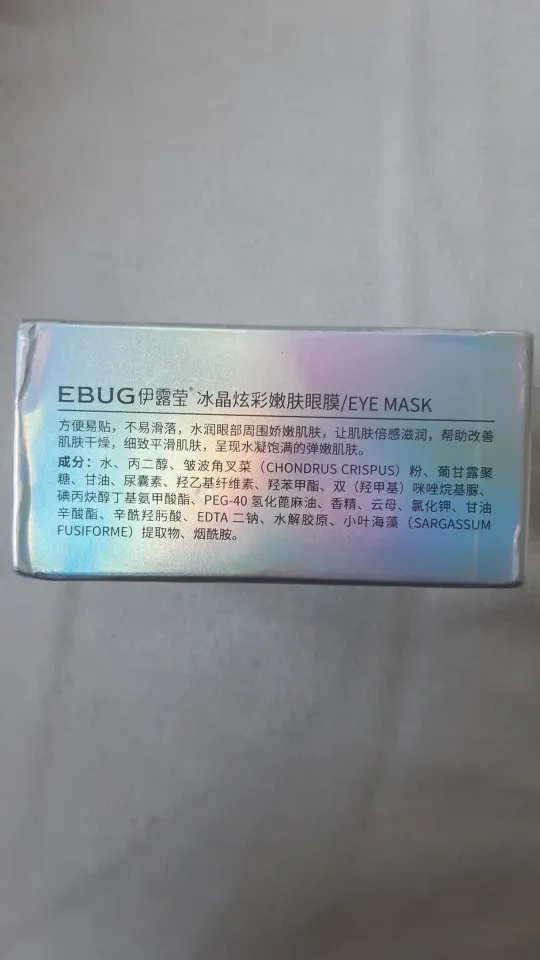 EBUG伊露莹® 冰晶炫彩嫩肤眼膜/EYE MASK
方便易贴，不易滑落，水润眼部周围娇嫩肌肤，让肌肤倍感滋润，帮助改善
肌肤干燥，细致平滑肌肤，呈现水凝饱满的弹嫩肌肤。
成分：水、丙二醇、皱波角叉菜（CHONDRUS CRISPUS）粉、葡甘露聚
糖、甘油、尿囊素、羟乙基纤维素、羟苯甲酯、双（羟甲基）咪唑烷基脲、
碘丙炔醇丁基氨甲酸酯、PEG-40 氢化蓖麻油、香精、云母、氯化钾、甘油
辛酸酯、辛酰羟肟酸、EDTA 二钠、水解胶原、小叶海藻（SARGASSUM
FUSIFORME）提取物、烟酰胺。